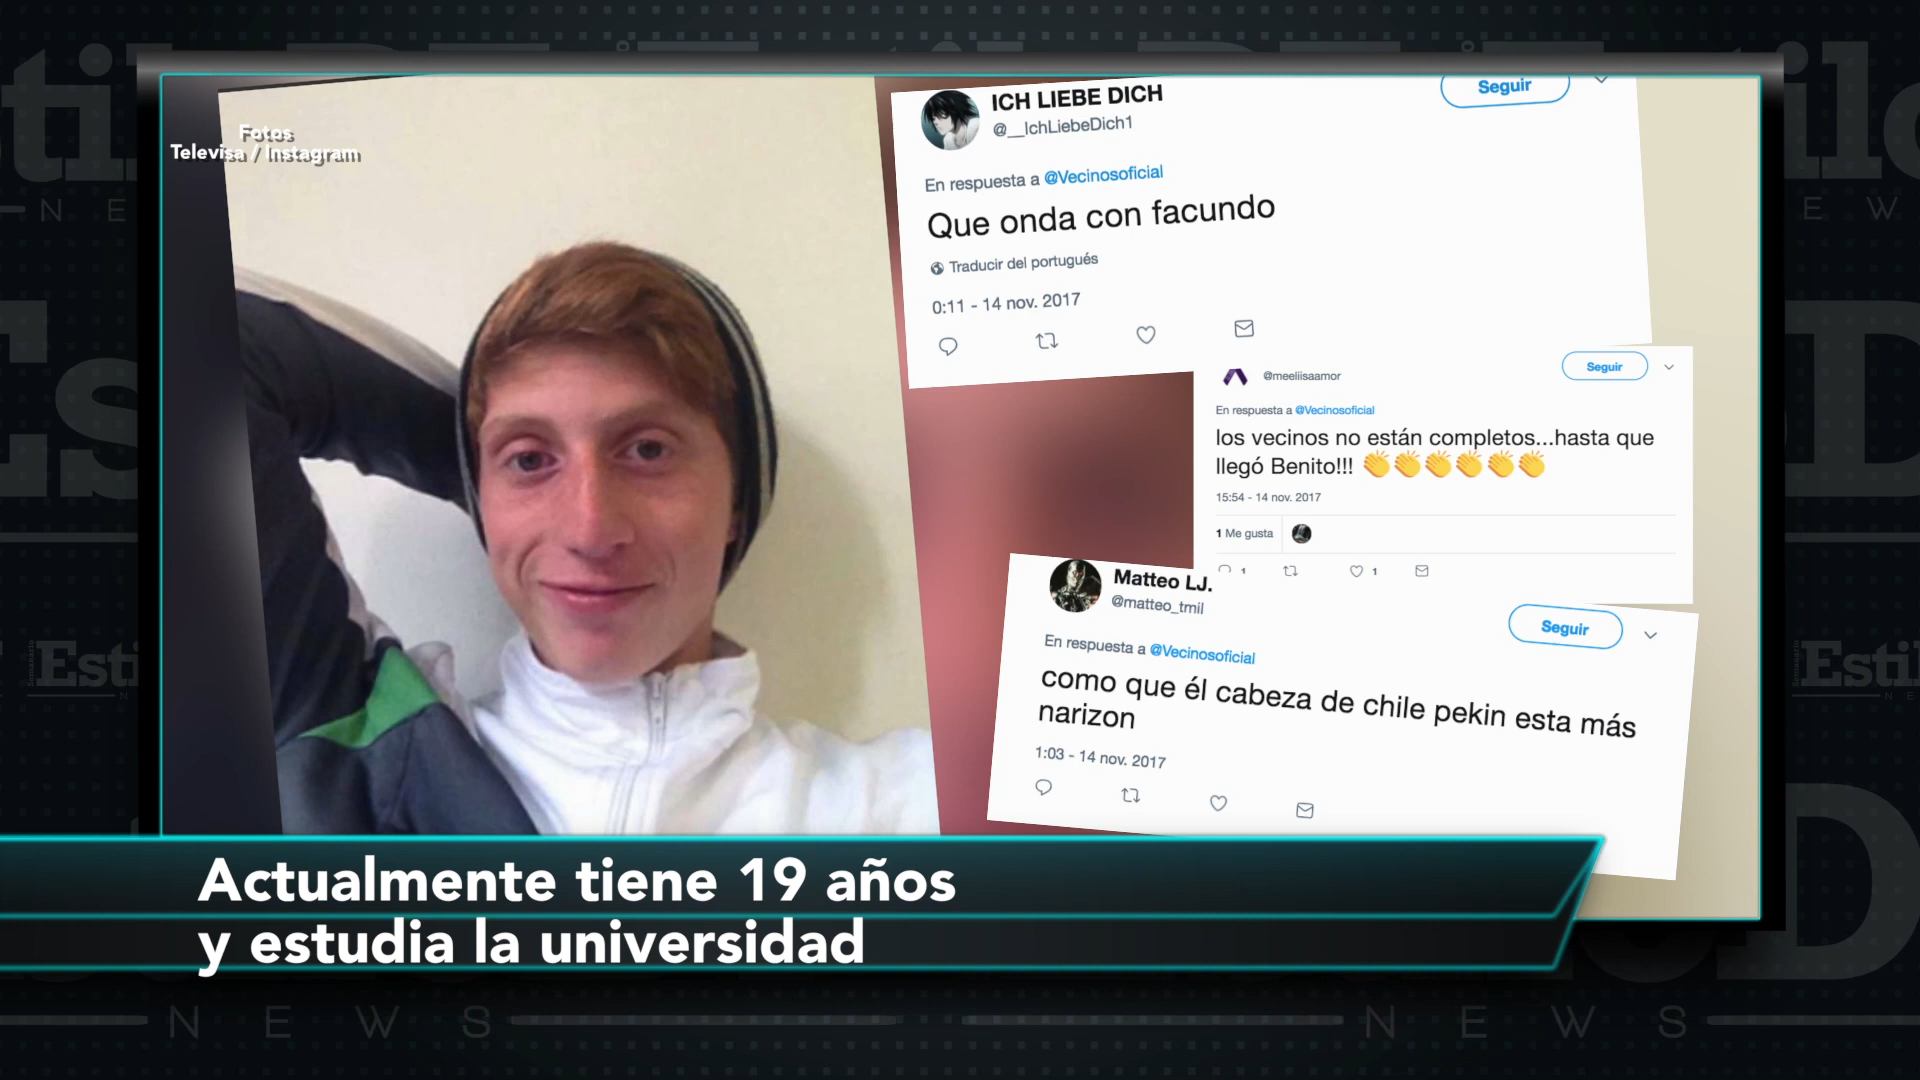 Fotos
Televisa / Instagram
ICH LIEBE DICH
@__IchLiebeDich1
Seguir
En respuesta a @Vecinosoficial
Que onda con facundo
Traducir del portugués
0:11 - 14 nov. 2017
@meeliisaamor
Seguir
En respuesta a @Vecinosoficial
los vecinos no están completos...hasta que
llegó Benito!!! 👏👏👏👏👏👏
15:54 - 14 nov. 2017
1 Me gusta
1 1
Matteo LJ.
@matteo_tmil
Seguir
En respuesta a @Vecinosoficial
como que él cabeza de chile pekin esta más
narizon
1:03 - 14 nov. 2017
Actualmente tiene 19 años
y estudia la universidad
NEWS
NEWS